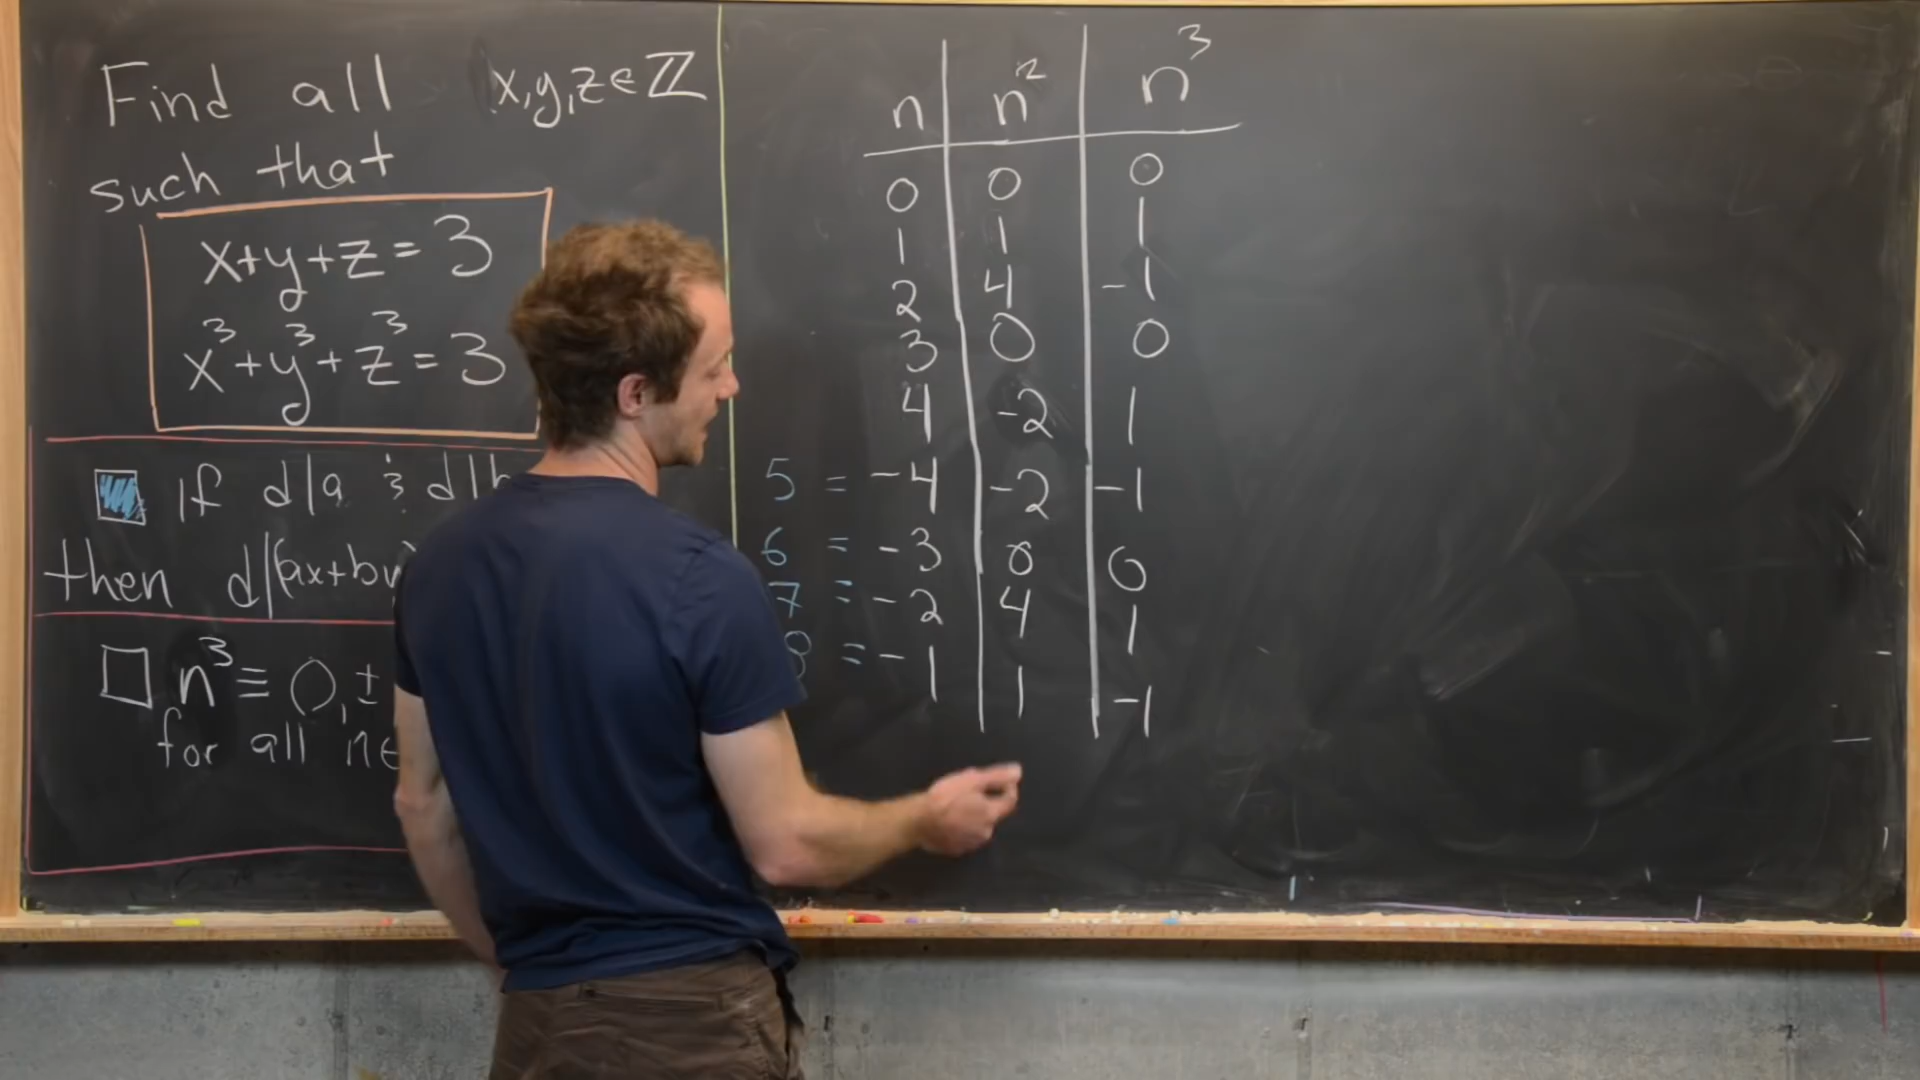 Find all x,y,z∈ℤ
such that
x+y+z=3
x³+y³+z³=3
If d|a & d|b
then d|(ax+by)
n³≡0,±
for all n∈
n n² n³
0 0 0
1 1 1
2 4 -1
3 0 0
4 -2 1
5 = -4 -2 -1
6 = -3 0 0
7 = -2 4 1
8 = -1 1 -1